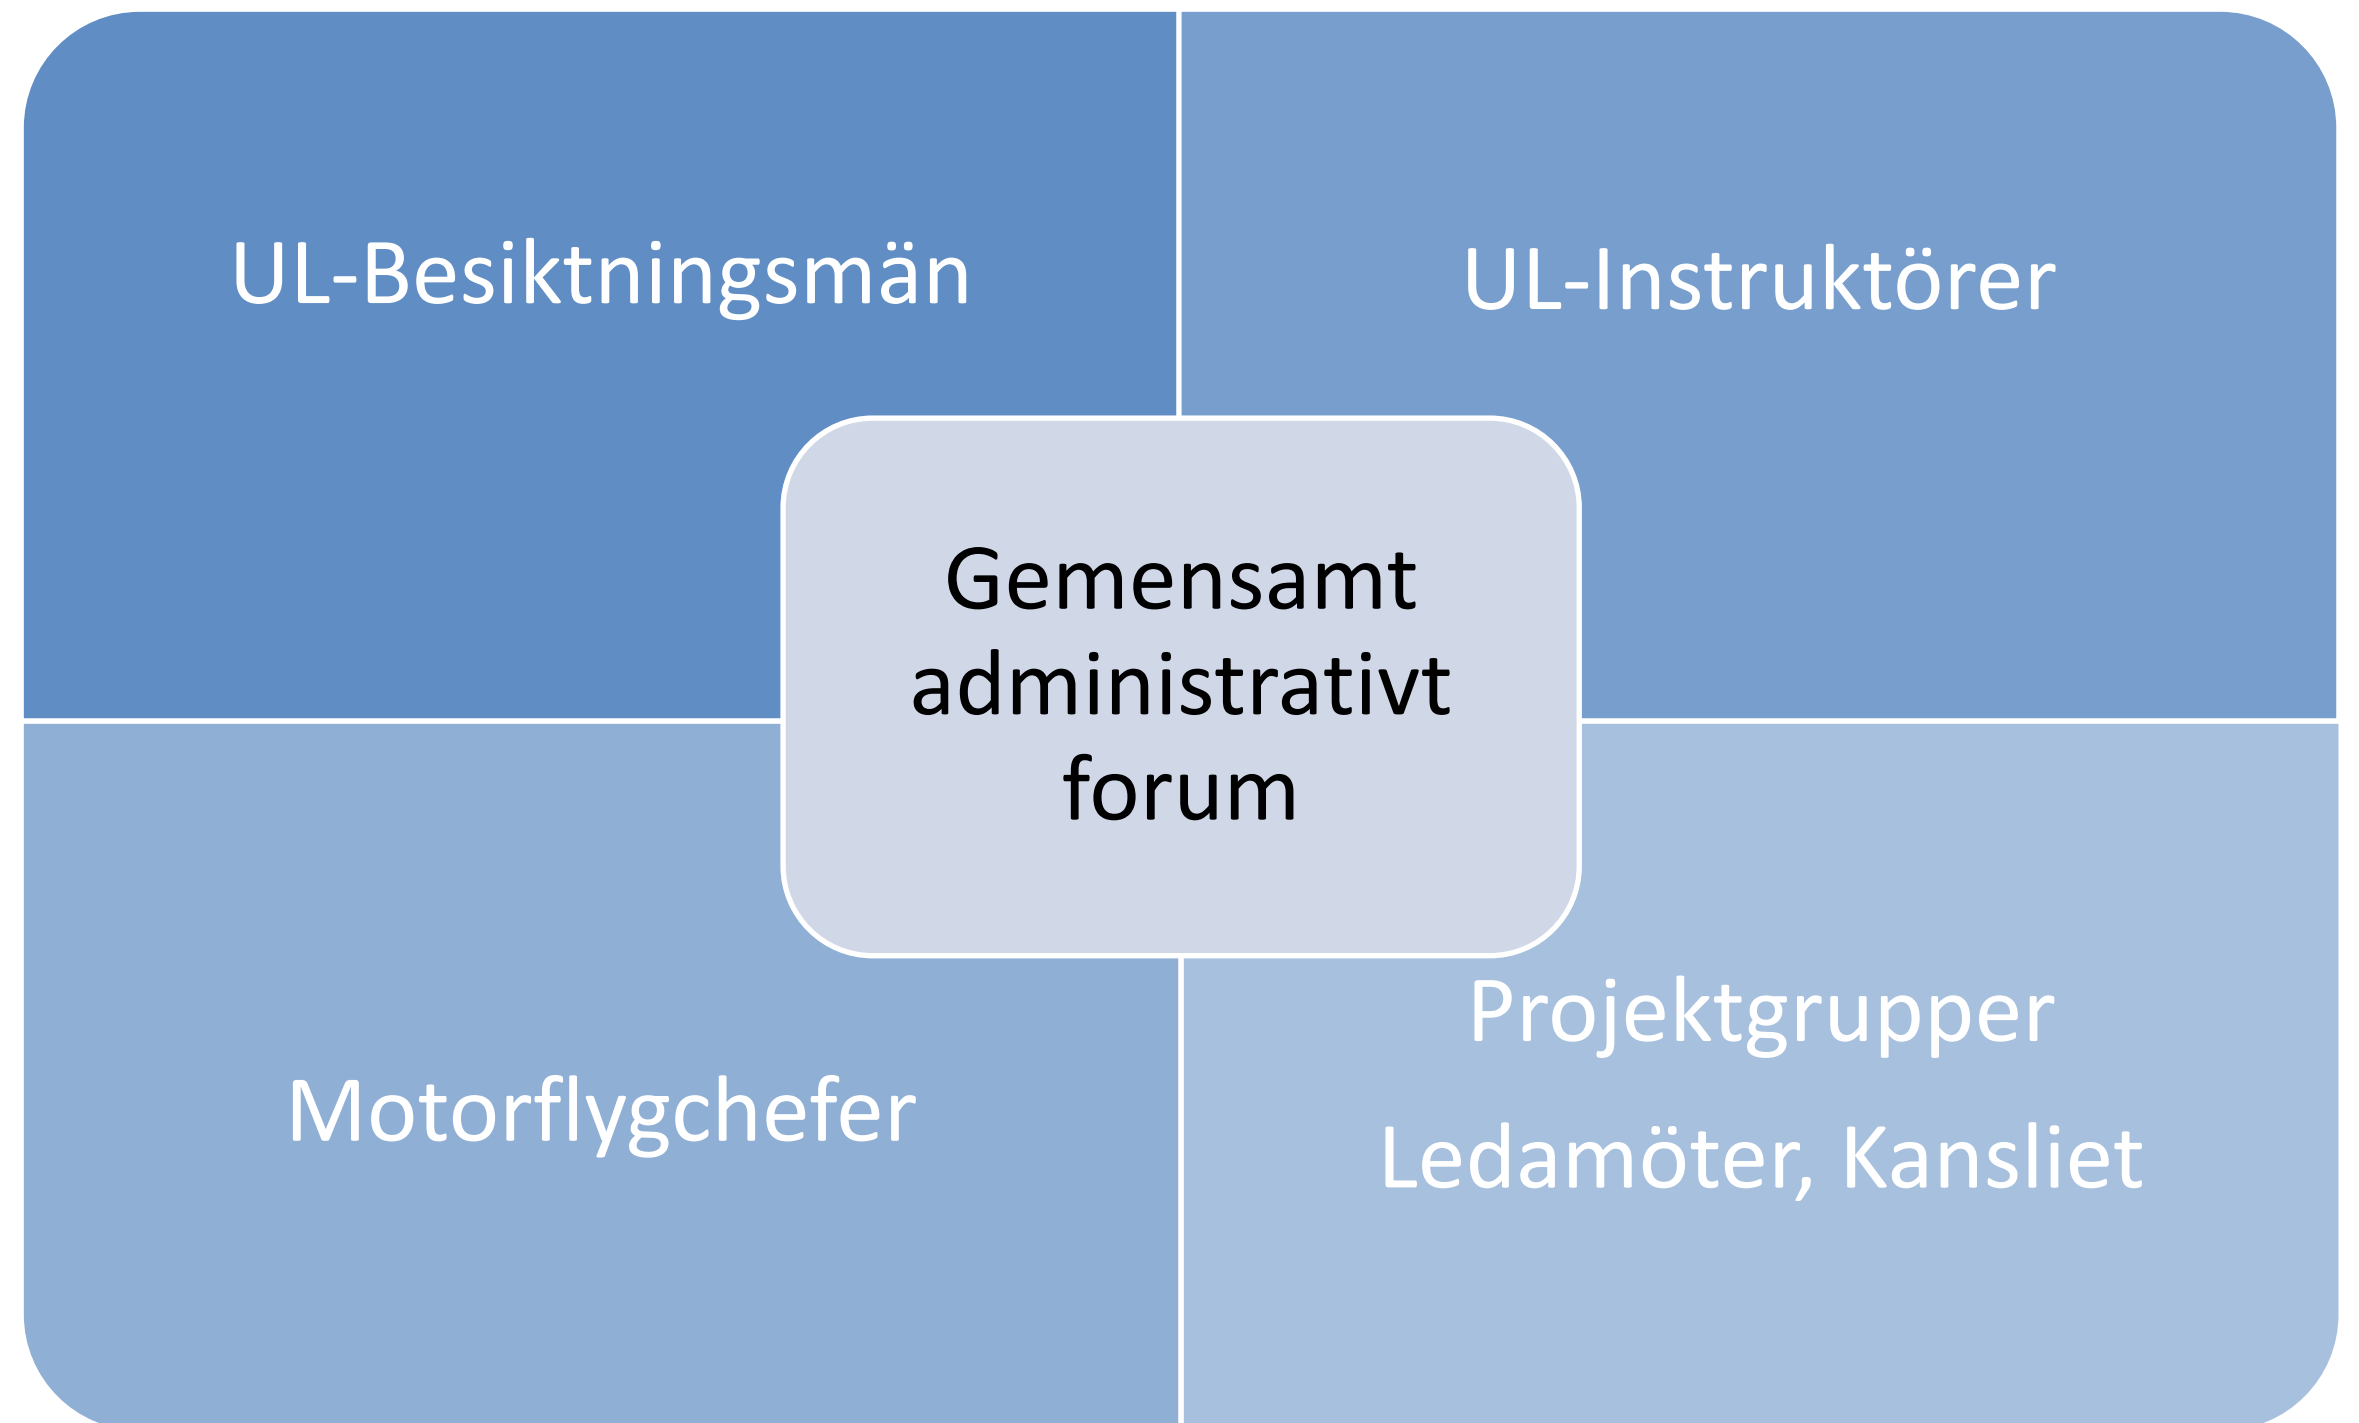 UL-Besiktningsmän
UL-Instruktörer
Gemensamt
administrativt
forum
Motorflygchefer
Projektgrupper
Ledamöter, Kansliet